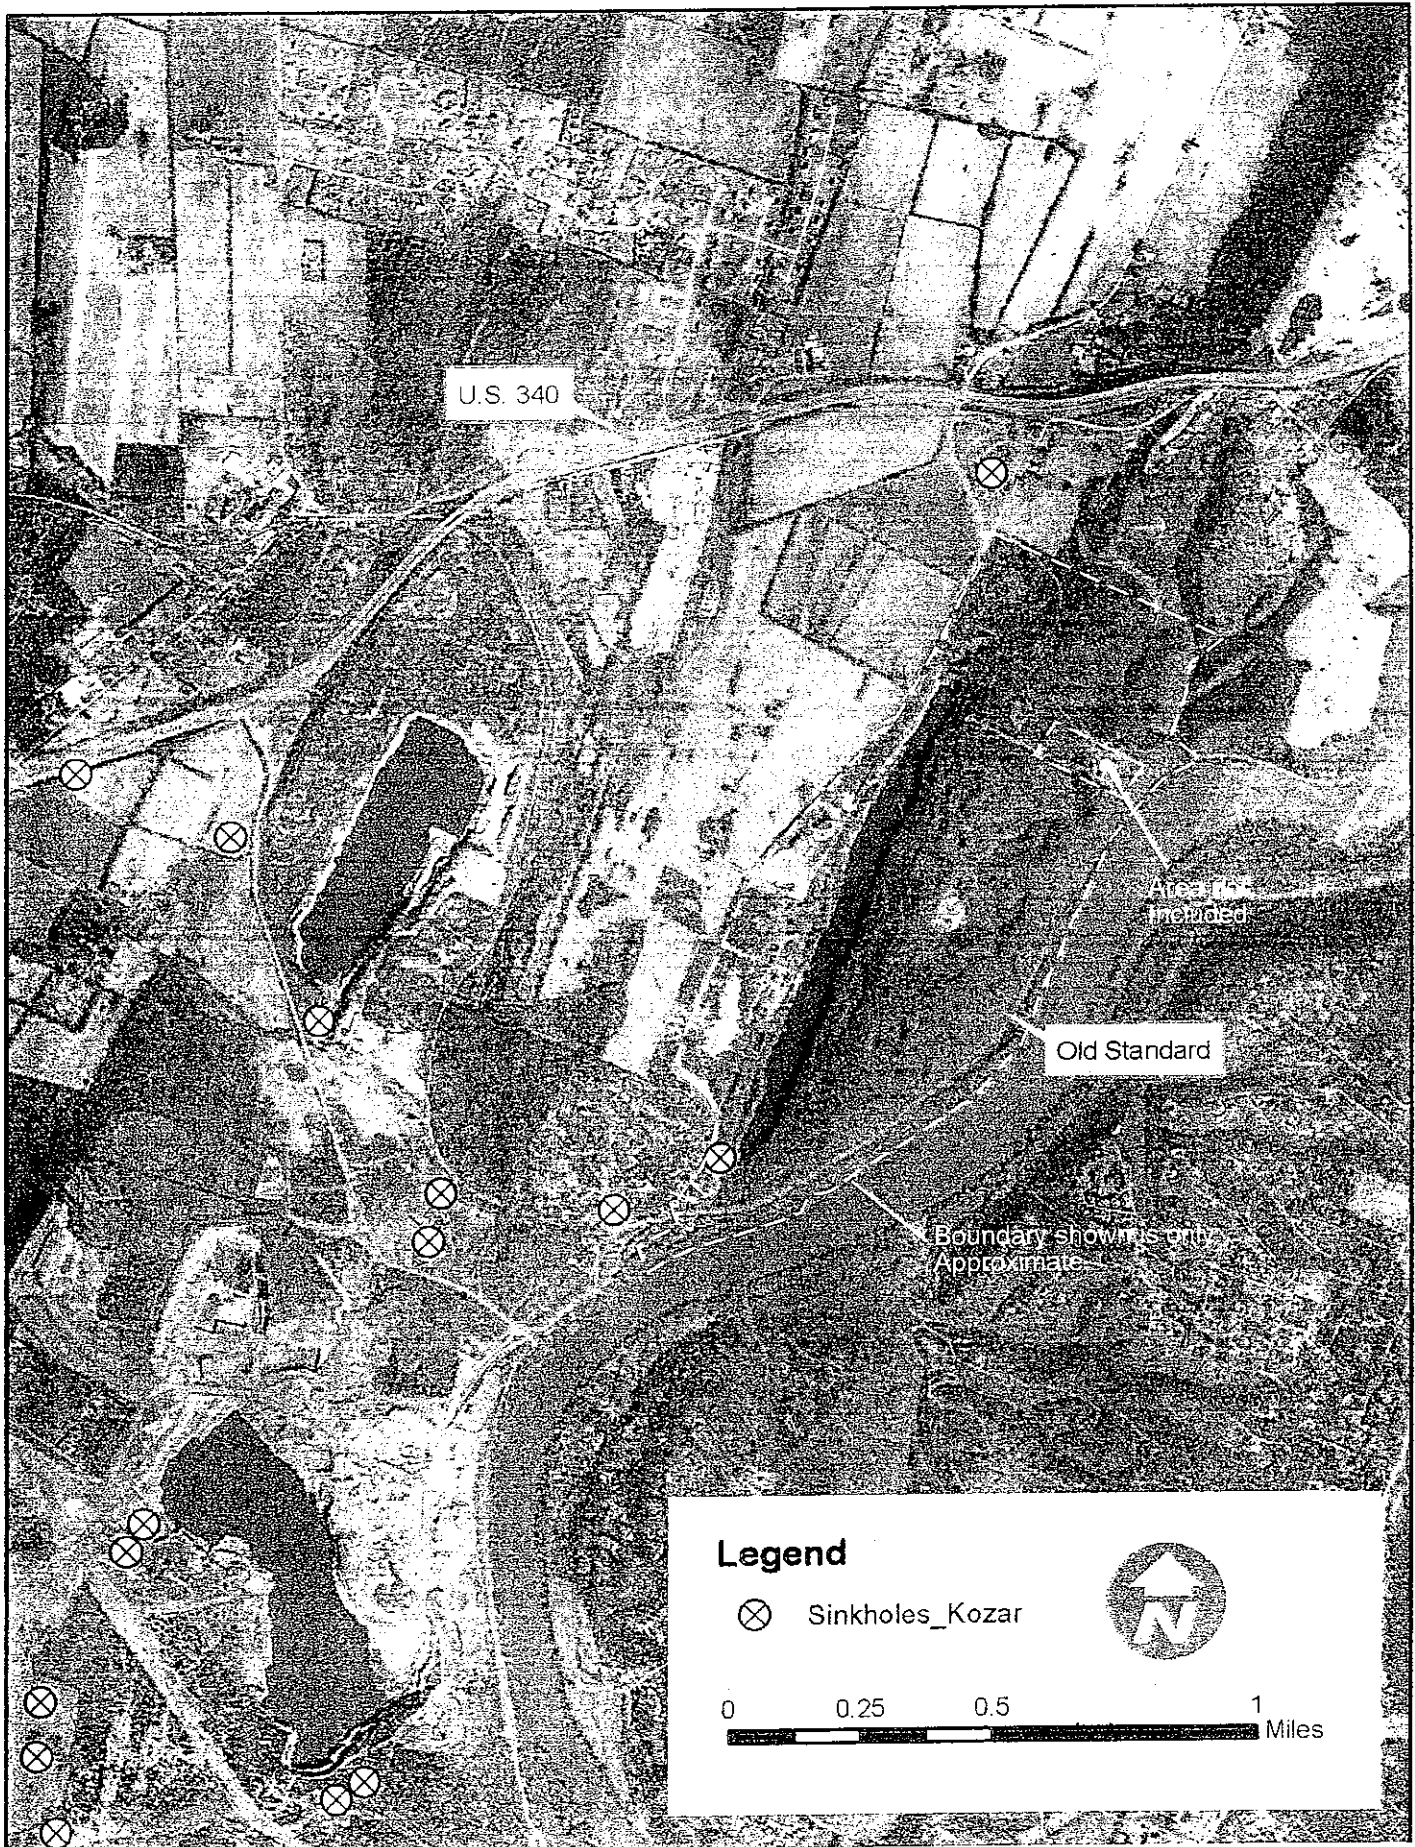 U.S. 340
Area not
Included
Old Standard
Boundary shown is only
Approximate
Legend
N
Sinkholes_Kozar
0 0.25 0.5 1
Miles